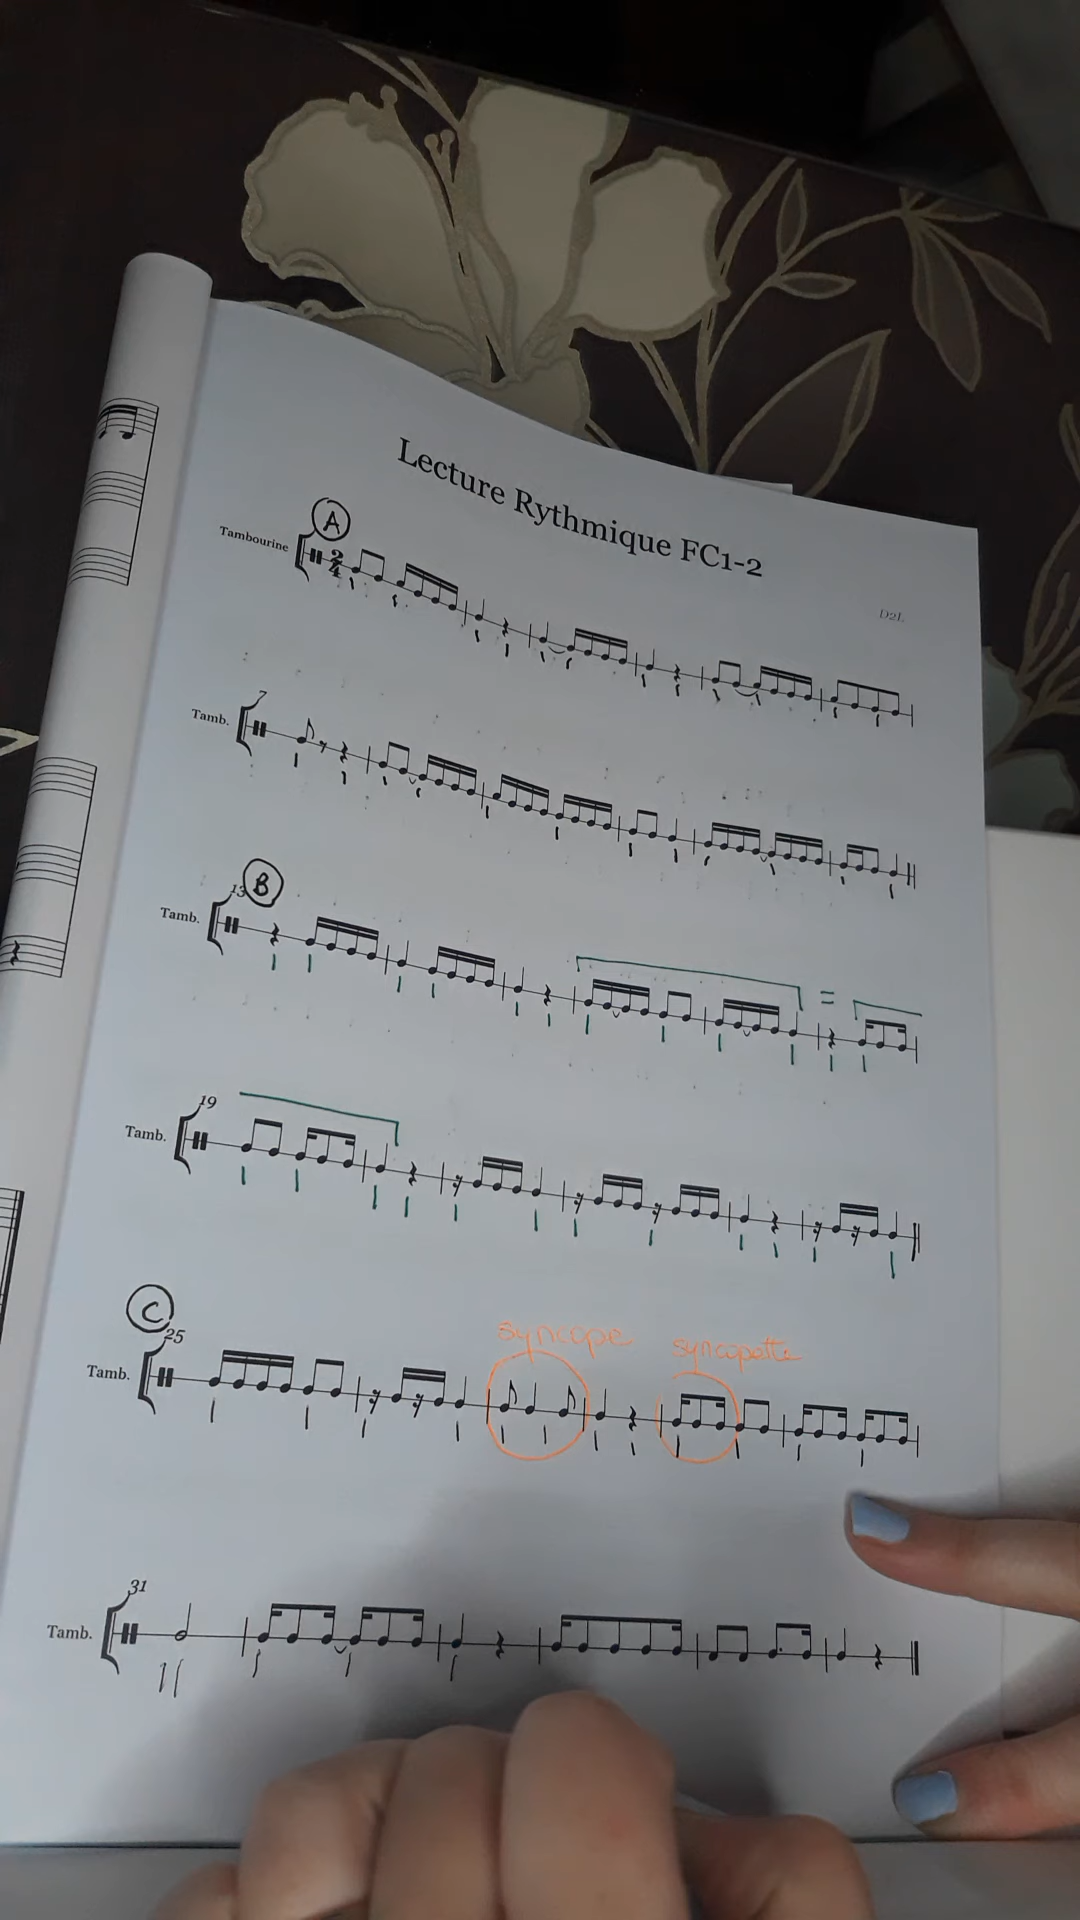 Lecture Rythmique FC1-2
D2L
A
Tambourine
2
4
7
Tamb.
13
B
Tamb.
=
19
Tamb.
C
25
syncope
syncopette
Tamb.
31
Tamb.